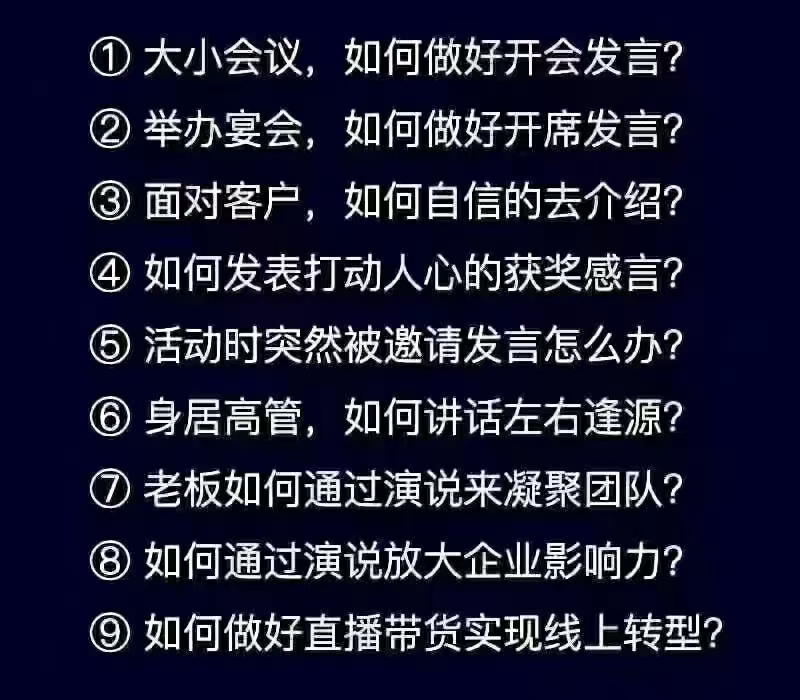 ① 大小会议，如何做好开会发言？
② 举办宴会，如何做好开席发言？
③ 面对客户，如何自信的去介绍？
④ 如何发表打动人心的获奖感言？
⑤ 活动时突然被邀请发言怎么办？
⑥ 身居高管，如何讲话左右逢源？
⑦ 老板如何通过演说来凝聚团队？
⑧ 如何通过演说放大企业影响力？
⑨ 如何做好直播带货实现线上转型？